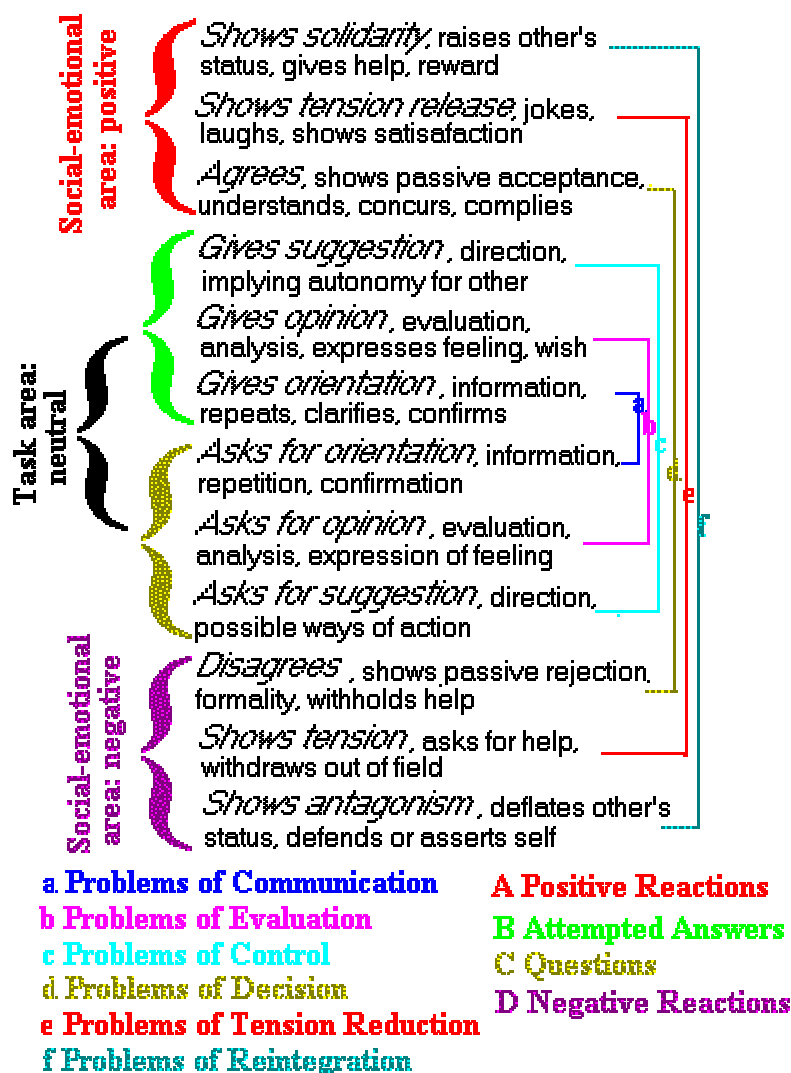 Social-emotional
area: positive
Shows solidarity, raises other's
status, gives help, reward
Shows tension release, jokes,
laughs, shows satisafaction
Agrees, shows passive acceptance,
understands, concurs, complies
Task area:
neutral
Gives suggestion, direction,
implying autonomy for other
Gives opinion, evaluation,
analysis, expresses feeling, wish
Gives orientation, information,
repeats, clarifies, confirms
Asks for orientation, information,
repetition, confirmation
Asks for opinion, evaluation,
analysis, expression of feeling
Asks for suggestion, direction,
possible ways of action
Social-emotional
area: negative
Disagrees, shows passive rejection,
formality, withholds help
Shows tension, asks for help,
withdraws out of field
Shows antagonism, deflates other's
status, defends or asserts self
a
b
c
d
e
f
a Problems of Communication
b Problems of Evaluation
c Problems of Control
d Problems of Decision
e Problems of Tension Reduction
f Problems of Reintegration
A Positive Reactions
B Attempted Answers
C Questions
D Negative Reactions